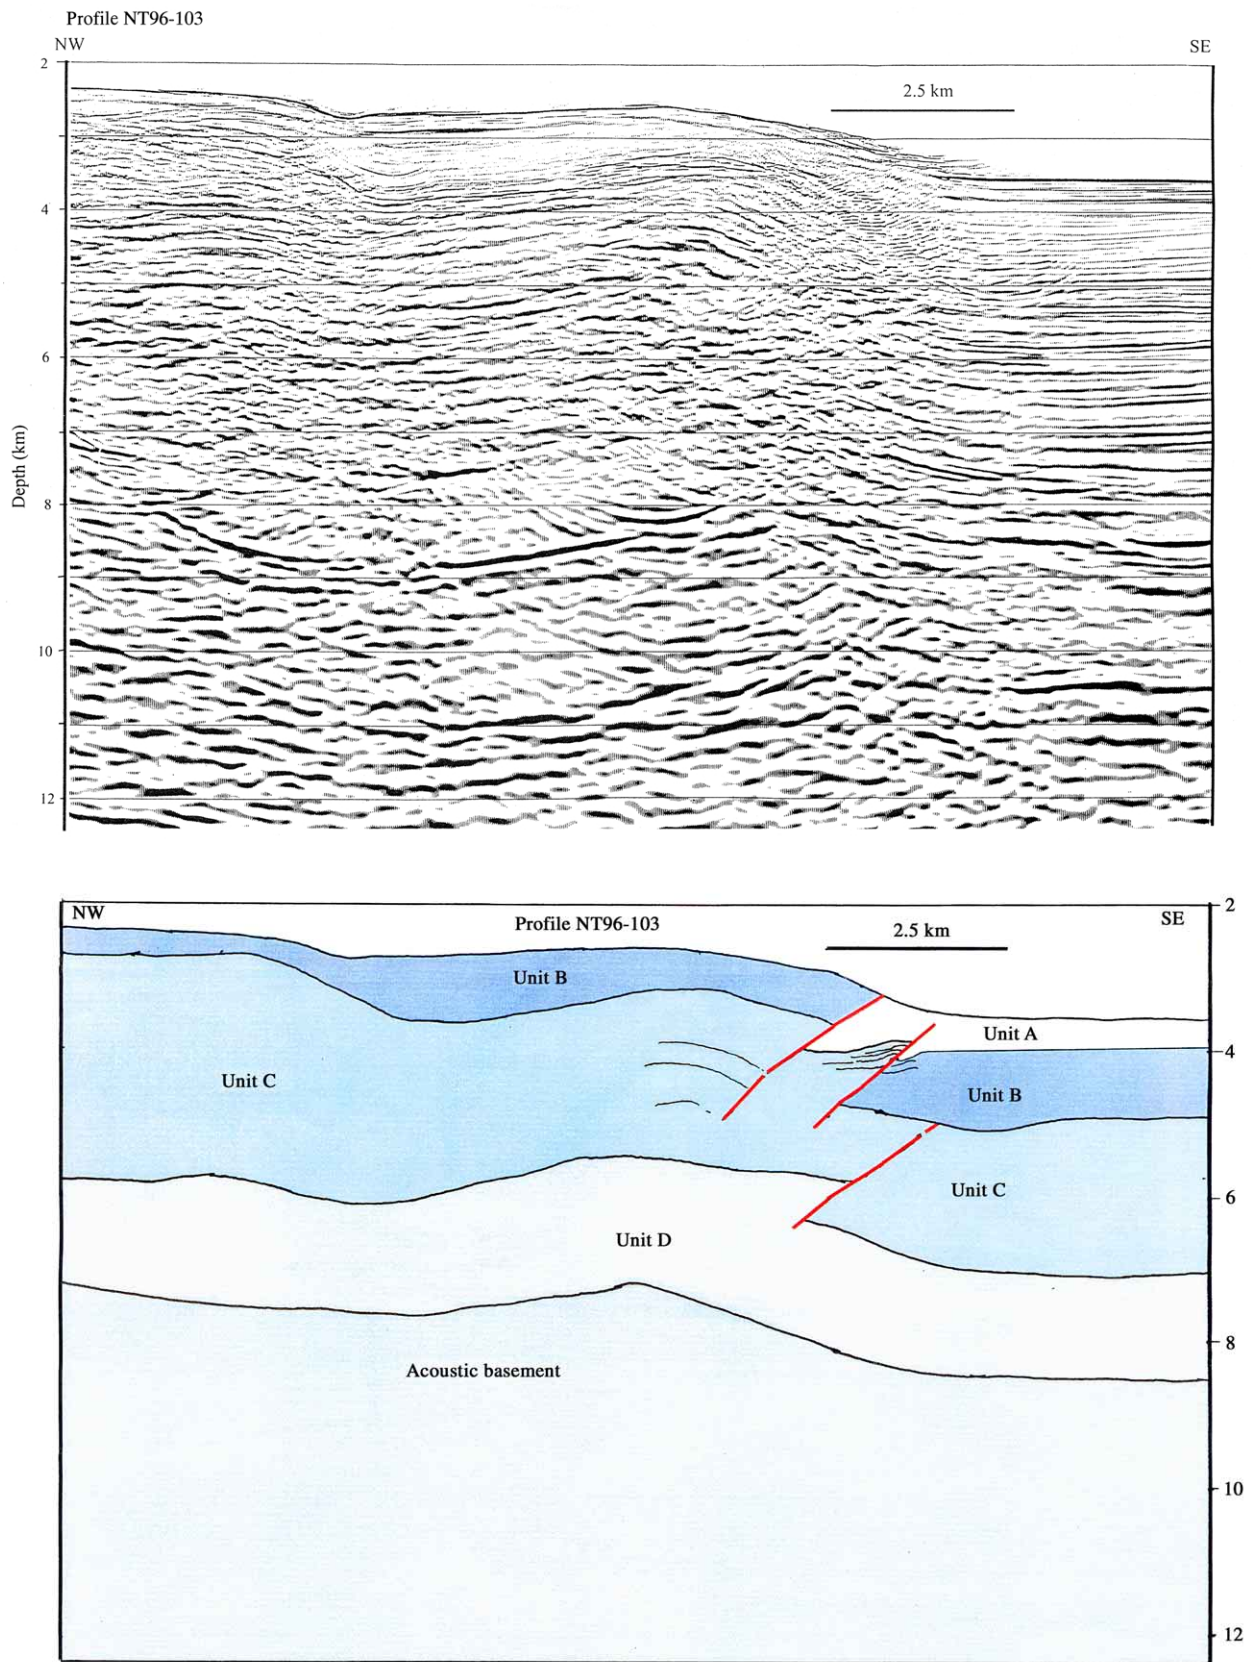 Profile NT96-103
NW
SE
2
2.5 km
4
6
Depth (km)
8
10
12
NW
Profile NT96-103
SE
2
2.5 km
Unit B
Unit A
4
Unit C
Unit B
Unit C
6
Unit D
8
Acoustic basement
10
12